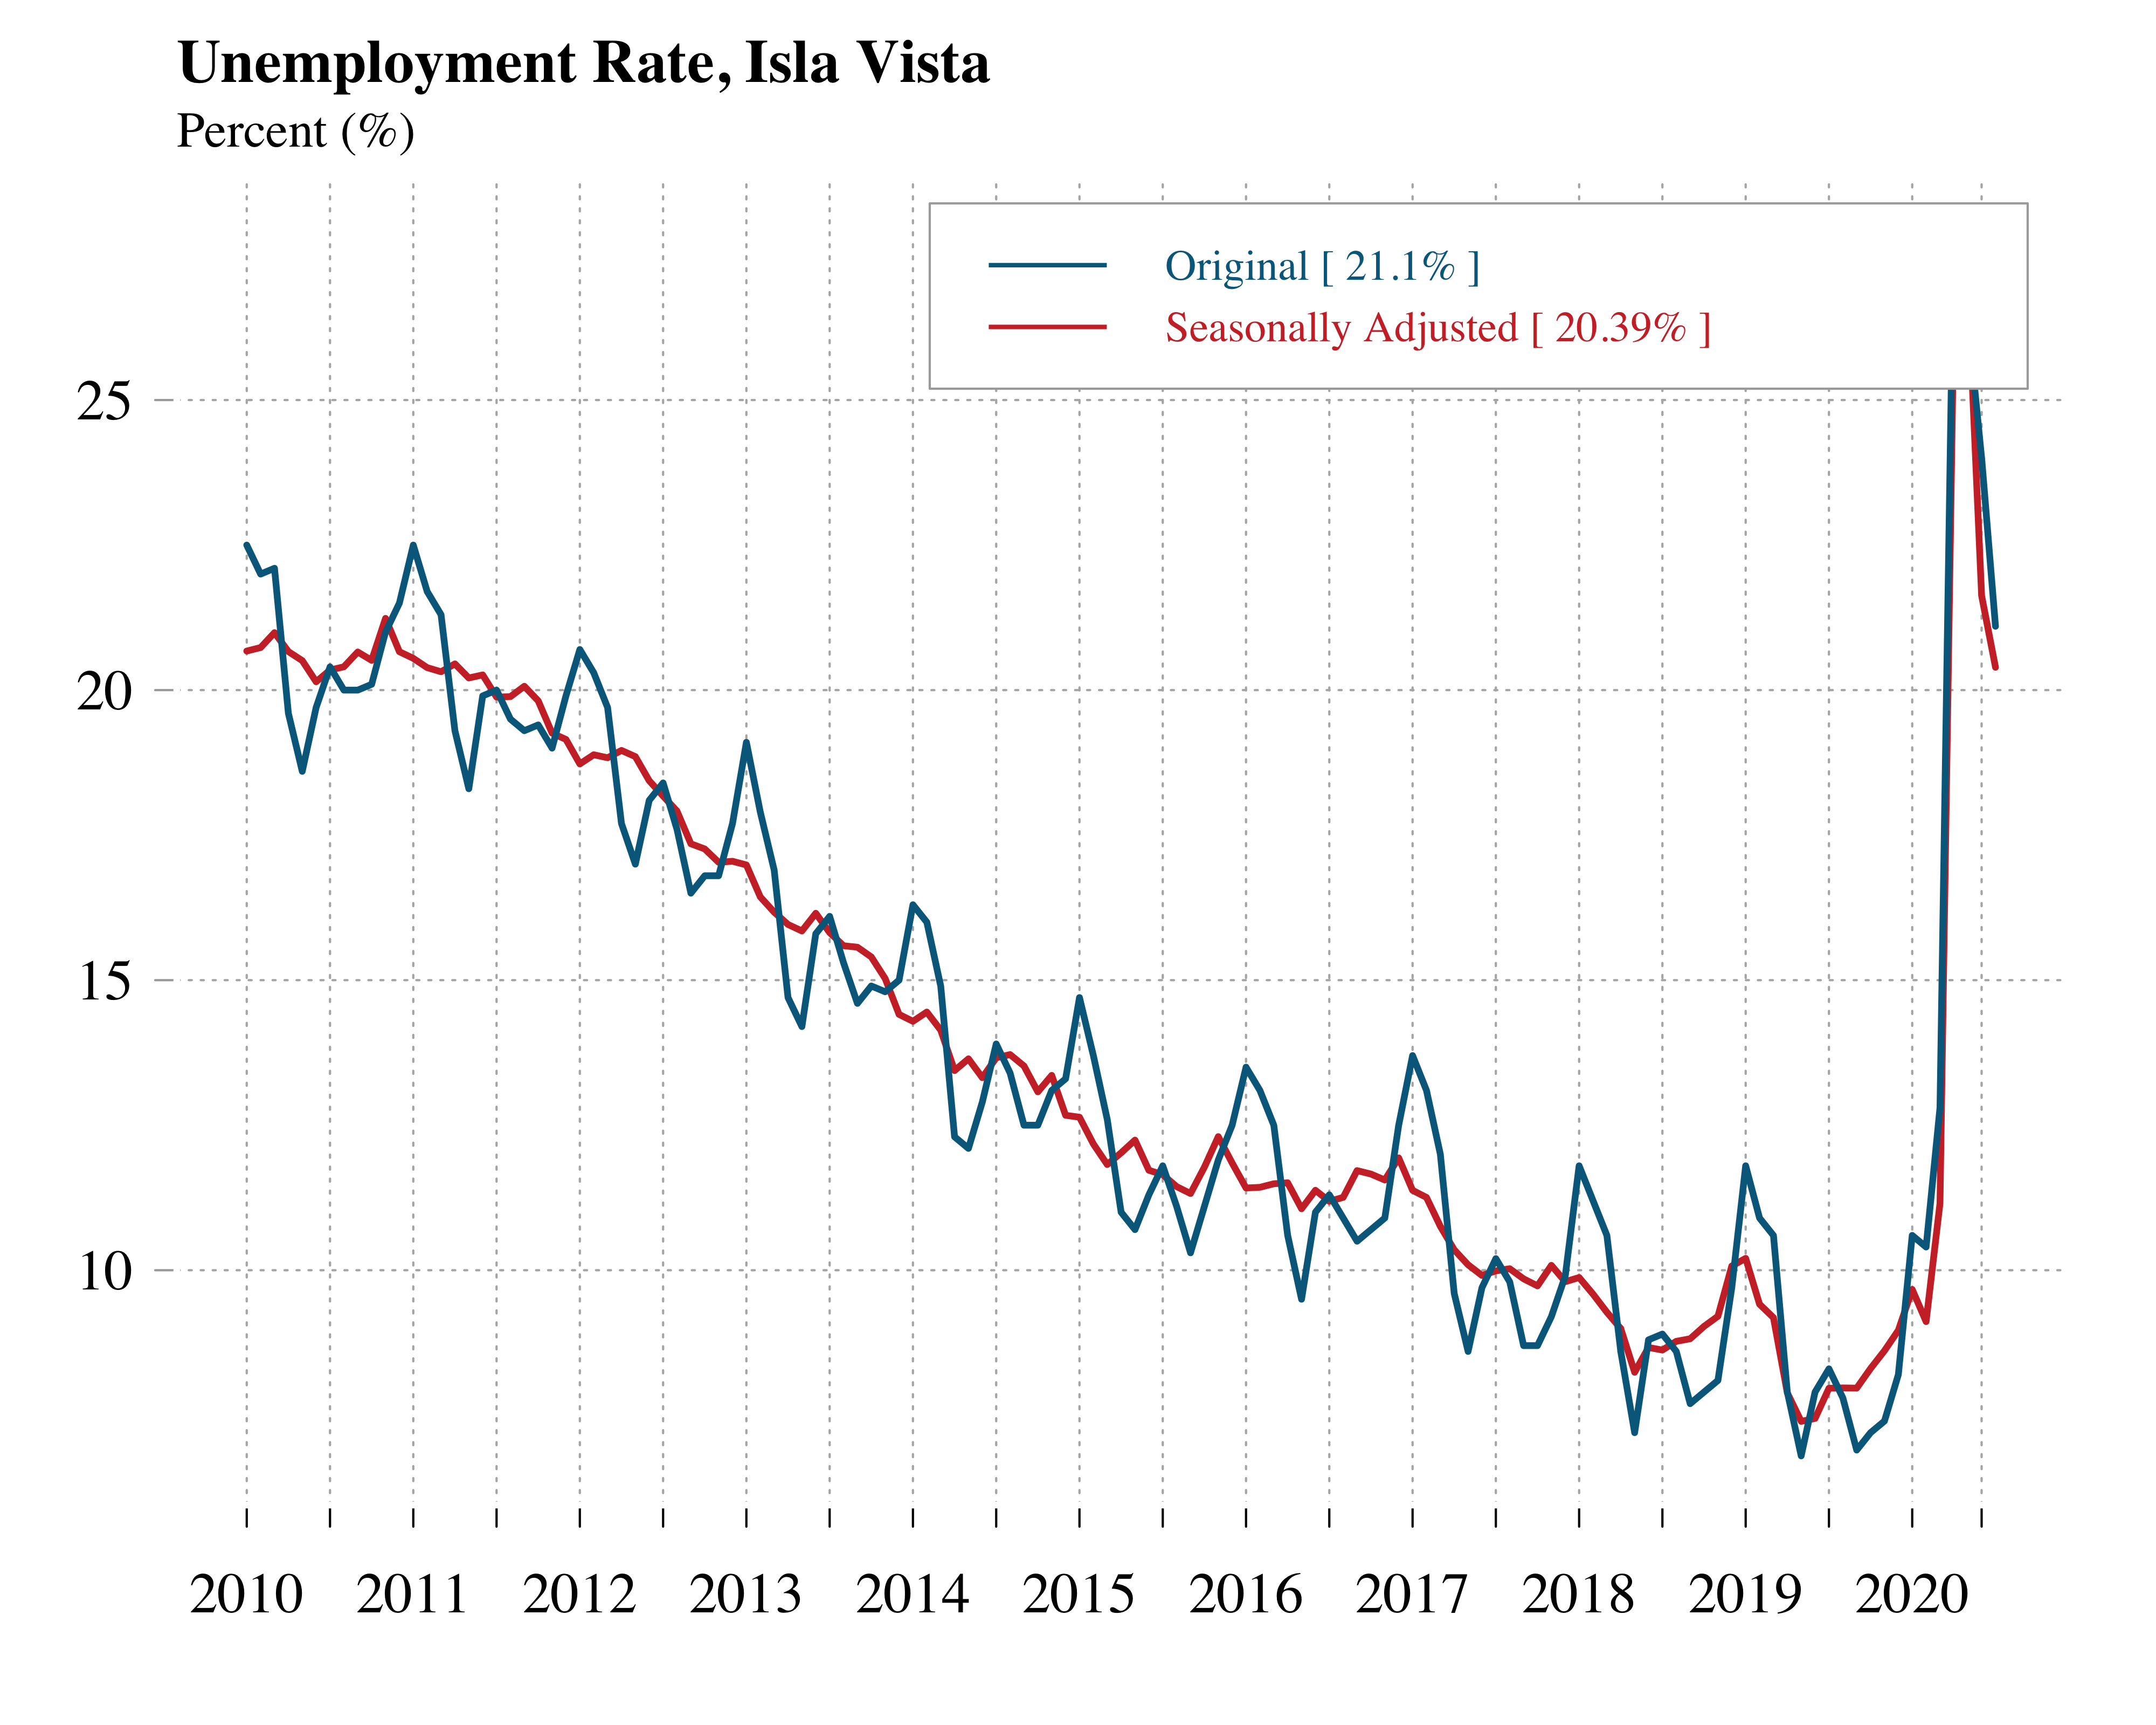 Unemployment Rate, Isla Vista
Percent (%)
Original [ 21.1% ]
Seasonally Adjusted [ 20.39% ]
25
20
15
10
2010 2011 2012 2013 2014 2015 2016 2017 2018 2019 2020